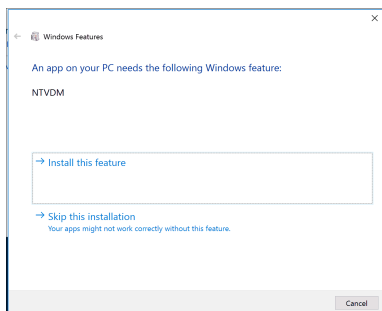 Windows Features
An app on your PC needs the following Windows feature:
NTVDM
Install this feature
Skip this installation
Your apps might not work correctly without this feature.
Cancel